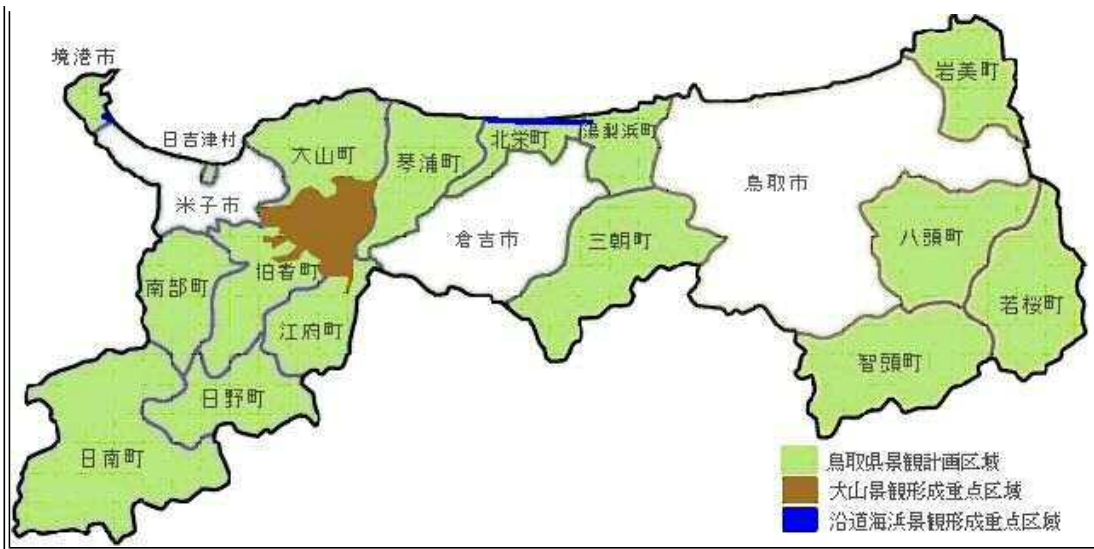 境港市
岩美町
日吉津村
大山町
琴浦町
北栄町
湯梨浜町
米子市
倉吉市
鳥取市
三朝町
八頭町
南部町
伯耆町
江府町
若桜町
智頭町
日野町
日南町
鳥取県景観計画区域
大山景観形成重点区域
沿道海浜景観形成重点区域